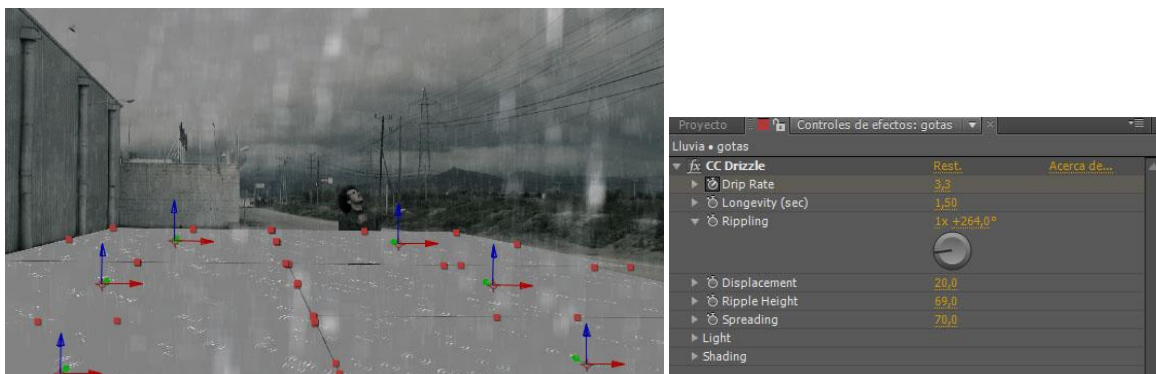 Proyecto Controles de efectos: gotas
Lluvia • gotas
fx CC Drizzle Rest. Acerca de...
Drip Rate 3,3
Longevity (sec) 1,50
Rippling 1x +264,0°
Displacement 20,0
Ripple Height 69,0
Spreading 70,0
Light
Shading